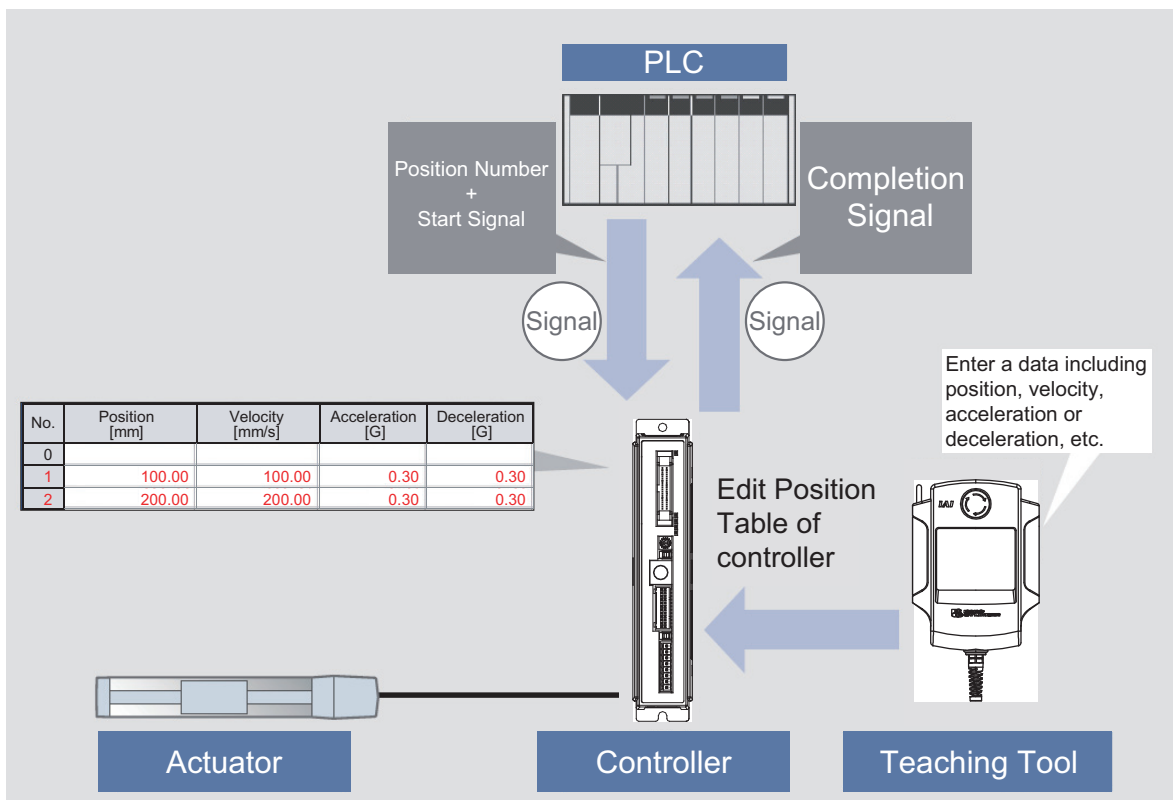 PLC
Position Number
+
Start Signal
Completion
Signal
Signal
Signal
Enter a data including
position, velocity,
acceleration or
deceleration, etc.
No. Position [mm] Velocity [mm/s] Acceleration [G] Deceleration [G]
0
1 100.00 100.00 0.30 0.30
2 200.00 200.00 0.30 0.30
Edit Position
Table of
controller
IAI
Actuator
Controller
Teaching Tool